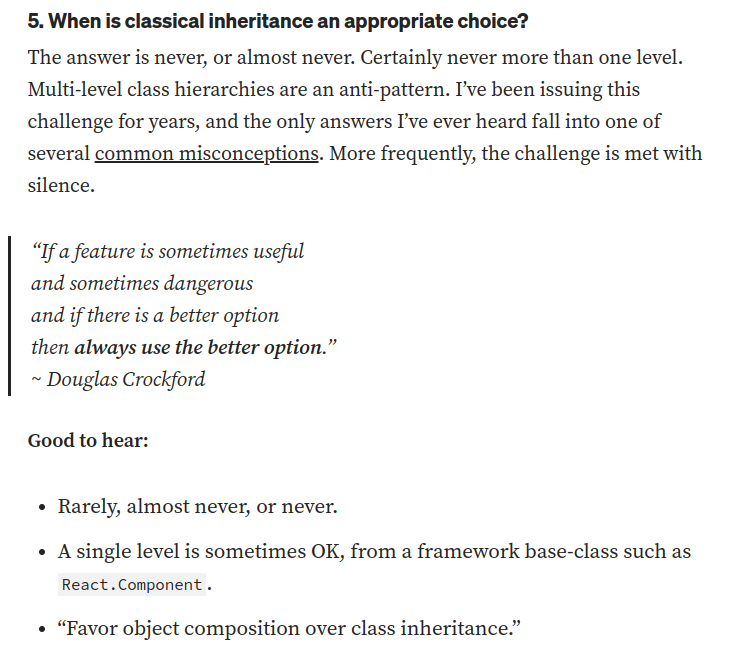 5. When is classical inheritance an appropriate choice?
The answer is never, or almost never. Certainly never more than one level.
Multi-level class hierarchies are an anti-pattern. I’ve been issuing this
challenge for years, and the only answers I’ve ever heard fall into one of
several common misconceptions. More frequently, the challenge is met with
silence.
“If a feature is sometimes useful
and sometimes dangerous
and if there is a better option
then always use the better option.”
~ Douglas Crockford
Good to hear:
• Rarely, almost never, or never.
• A single level is sometimes OK, from a framework base-class such as
React.Component.
• “Favor object composition over class inheritance.”